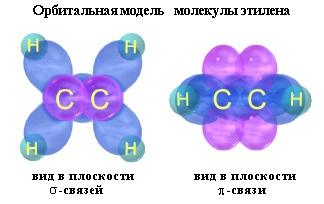 Орбитальная модель молекулы этилена
H H
C C
H H
H C C H
вид в плоскости
σ-связей
вид в плоскости
π-связи